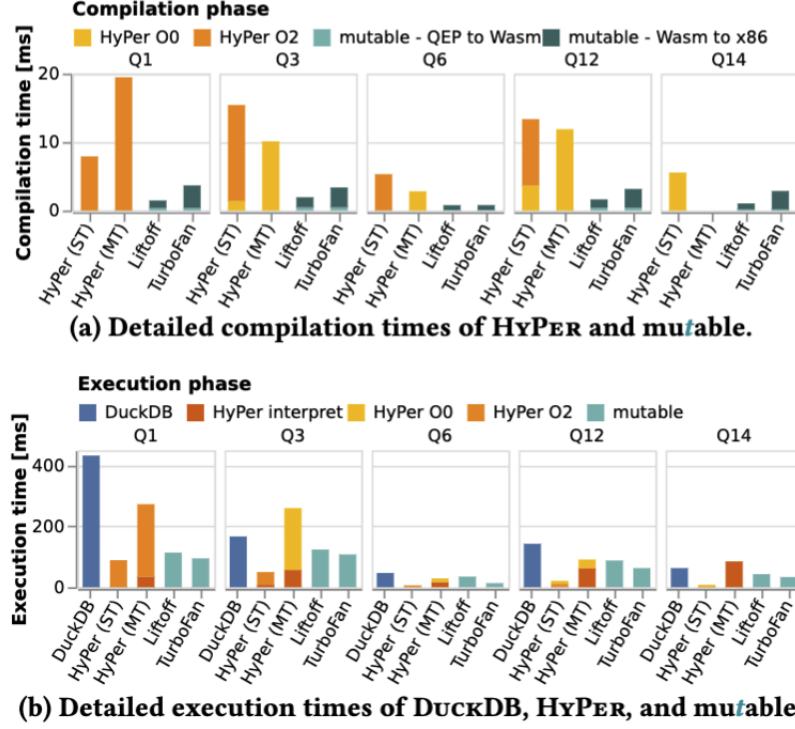 Compilation phase
HyPer O0 HyPer O2 mutable - QEP to Wasm mutable - Wasm to x86
Q1 Q3 Q6 Q12 Q14
Compilation time [ms]
20
10
0
HyPer (ST) HyPer (MT) Liftoff TurboFan HyPer (ST) HyPer (MT) Liftoff TurboFan HyPer (ST) HyPer (MT) Liftoff TurboFan HyPer (ST) HyPer (MT) Liftoff TurboFan HyPer (ST) HyPer (MT) Liftoff TurboFan
(a) Detailed compilation times of HyPer and mutable.
Execution phase
DuckDB HyPer interpret HyPer O0 HyPer O2 mutable
Q1 Q3 Q6 Q12 Q14
Execution time [ms]
400
200
0
DuckDB HyPer (ST) HyPer (MT) Liftoff TurboFan DuckDB HyPer (ST) HyPer (MT) Liftoff TurboFan DuckDB HyPer (ST) HyPer (MT) Liftoff TurboFan DuckDB HyPer (ST) HyPer (MT) Liftoff TurboFan DuckDB HyPer (ST) HyPer (MT) Liftoff TurboFan
(b) Detailed execution times of DuckDB, HyPer, and mutable